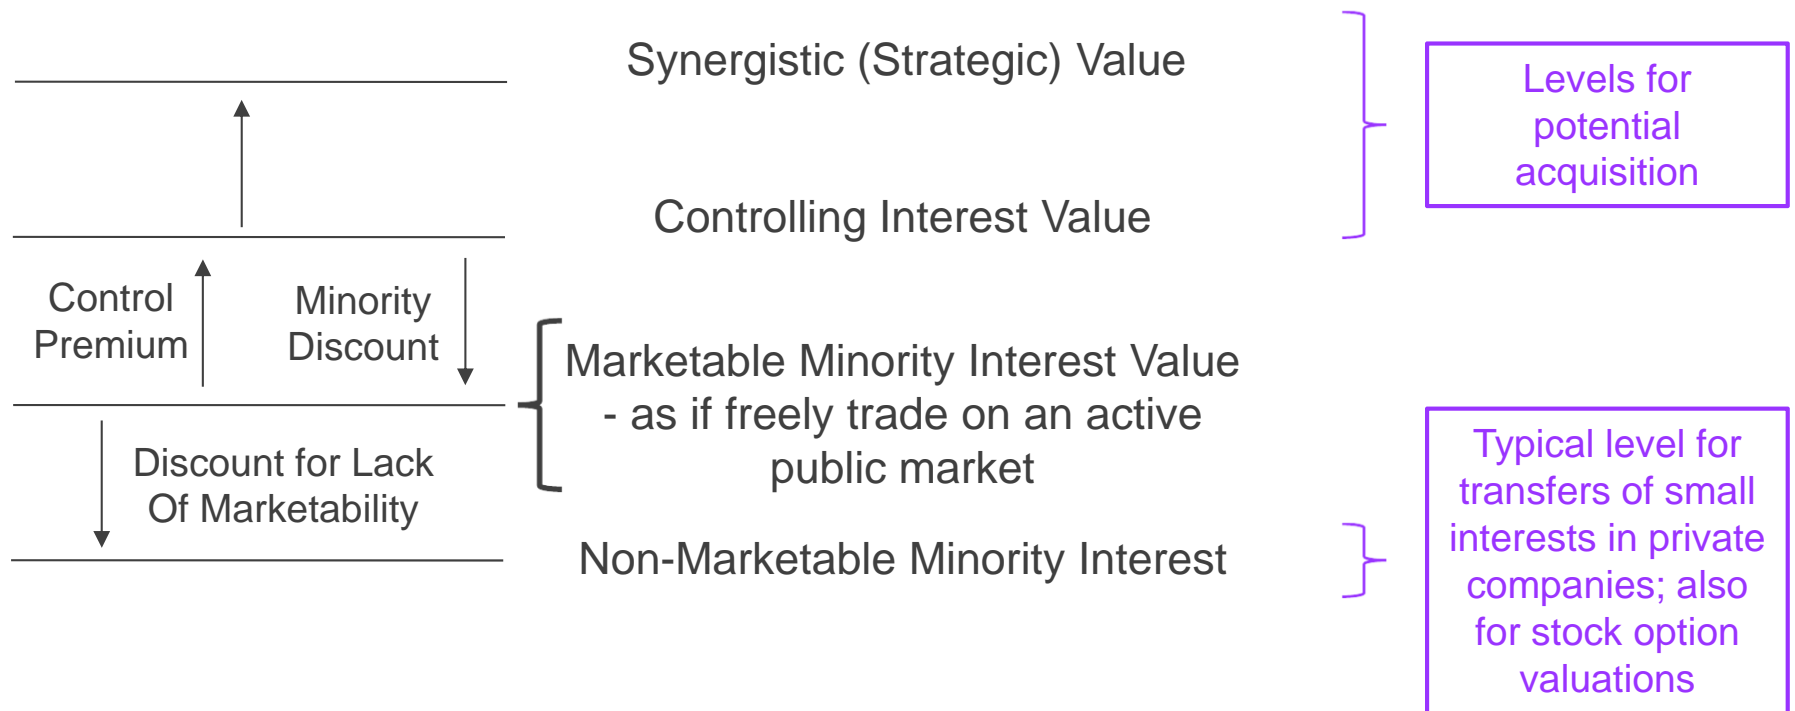 Synergistic (Strategic) Value
Levels for
potential
acquisition
Controlling Interest Value
Control
Premium
Minority
Discount
Marketable Minority Interest Value
- as if freely trade on an active
public market
Discount for Lack
Of Marketability
Non-Marketable Minority Interest
Typical level for
transfers of small
interests in private
companies; also
for stock option
valuations